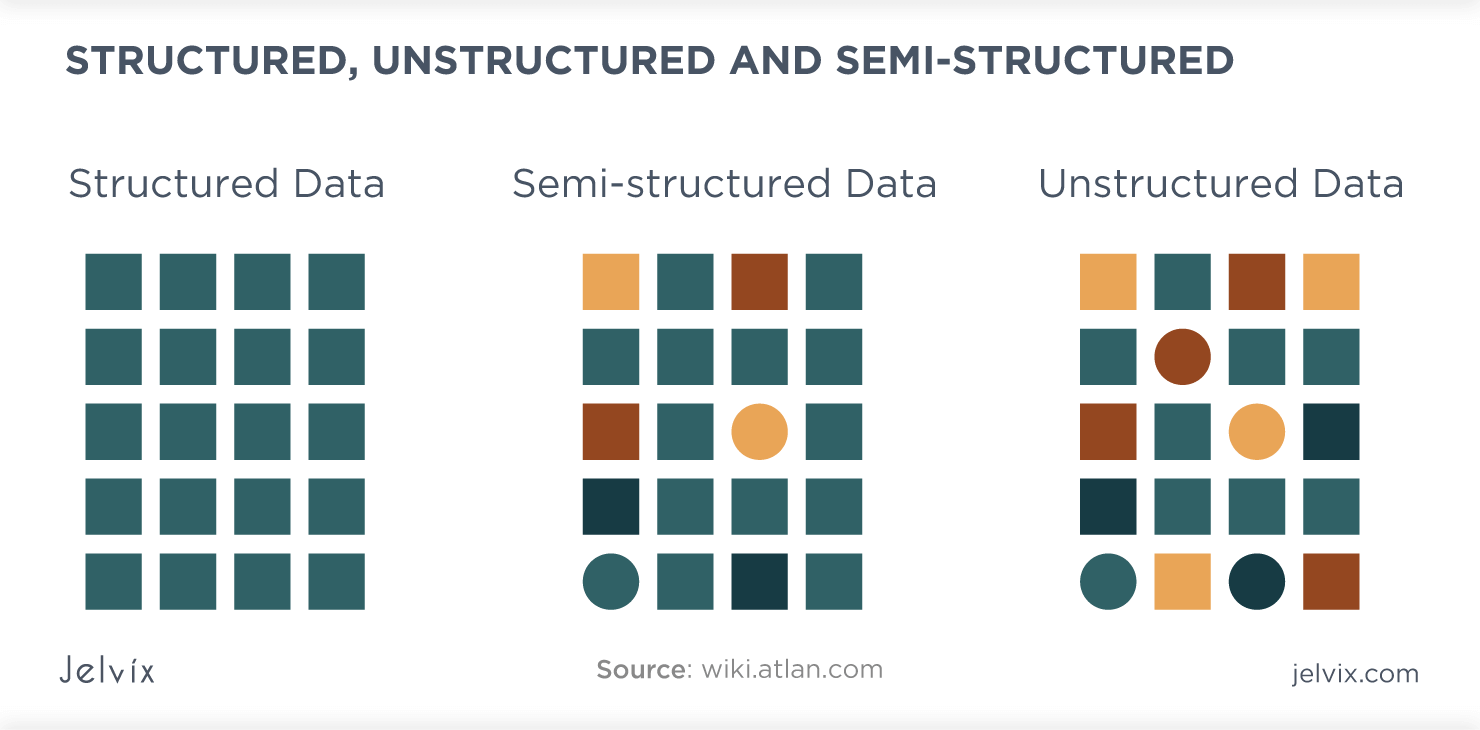 STRUCTURED, UNSTRUCTURED AND SEMI-STRUCTURED
Structured Data
Semi-structured Data
Unstructured Data
Jelvix
Source: wiki.atlan.com
jelvix.com